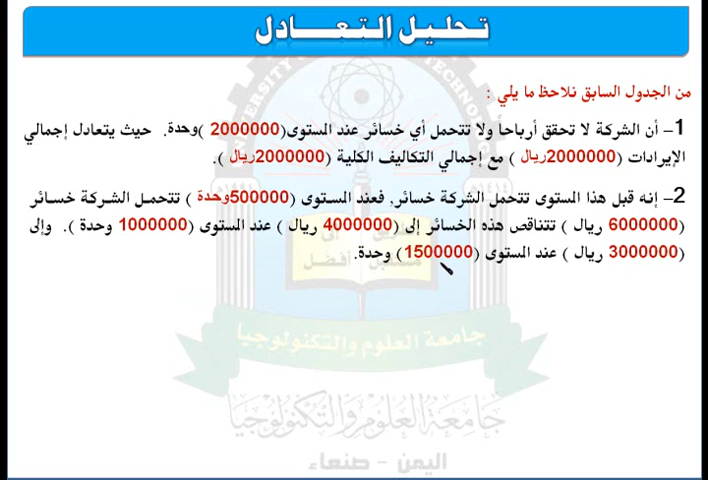 تحليل التعادل
من الجدول السابق نلاحظ ما يلي :
1- أن الشركة لا تحقق أرباحاً ولا تتحمل أي خسائر عند المستوى(2000000 )وحدة. حيث يتعادل إجمالي
الإيرادات (2000000ريال ) مع إجمالي التكاليف الكلية (2000000ريال ).
2- إنه قبل هذا المستوى تتحمل الشركة خسائر, فعند المستوى (5000000وحدة ) تتحمل الشركة خسائر
(6000000 ريال ) تتناقص هذه الخسائر إلى (4000000 ريال ) عند المستوى (1000000 وحدة ). وإلى
(3000000 ريال ) عند المستوى (1500000) وحدة.
جامعة العلوم والتكنولوجيا
جامعة العلوم والتكنولوجيا
اليمن - صنعاء